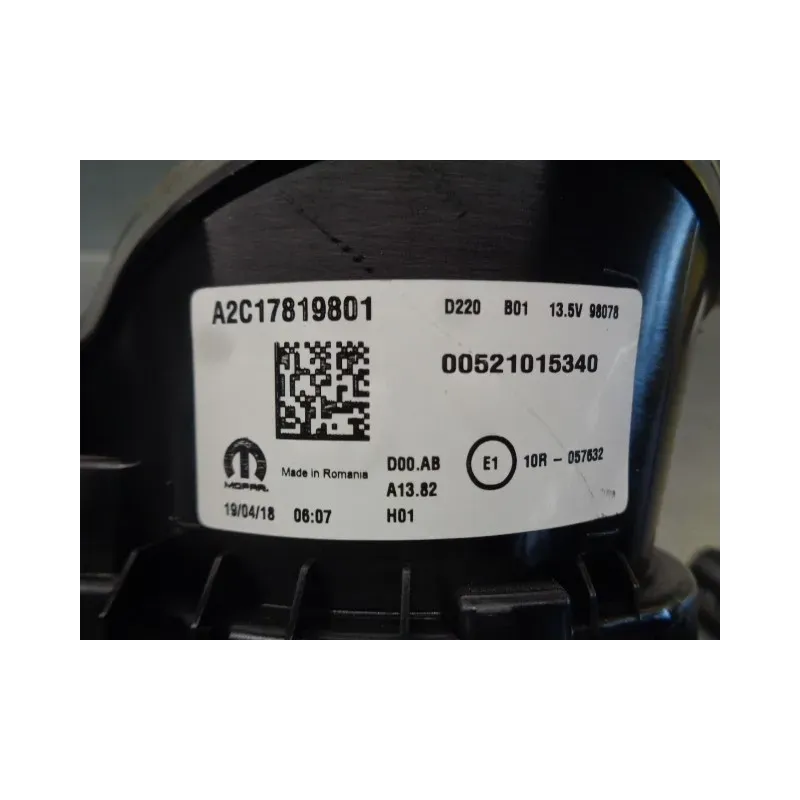 A2C17819801 D220 B01 13.5V 98078
00521015340
MOPAR.
Made in Romania
D00.AB E1 10R - 057632
A13.82
19/04/18 06:07 H01